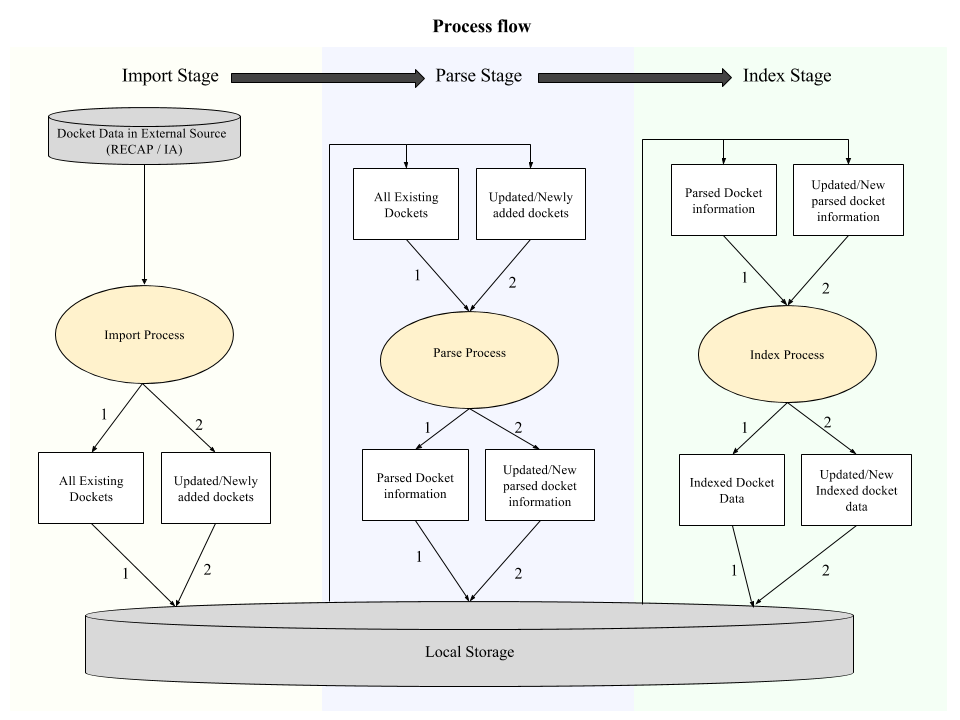 Process flow
Import Stage
Parse Stage
Index Stage
Docket Data in External Source
(RECAP / IA)
Import Process
1
2
All Existing
Dockets
Updated/Newly
added dockets
1
2
All Existing
Dockets
Updated/Newly
added dockets
1
2
Parse Process
1
2
Parsed Docket
information
Updated/New
parsed docket
information
1
2
Parsed Docket
information
Updated/New
parsed docket
information
1
2
Index Process
1
2
Indexed Docket
Data
Updated/New
Indexed docket
data
1
2
Local Storage